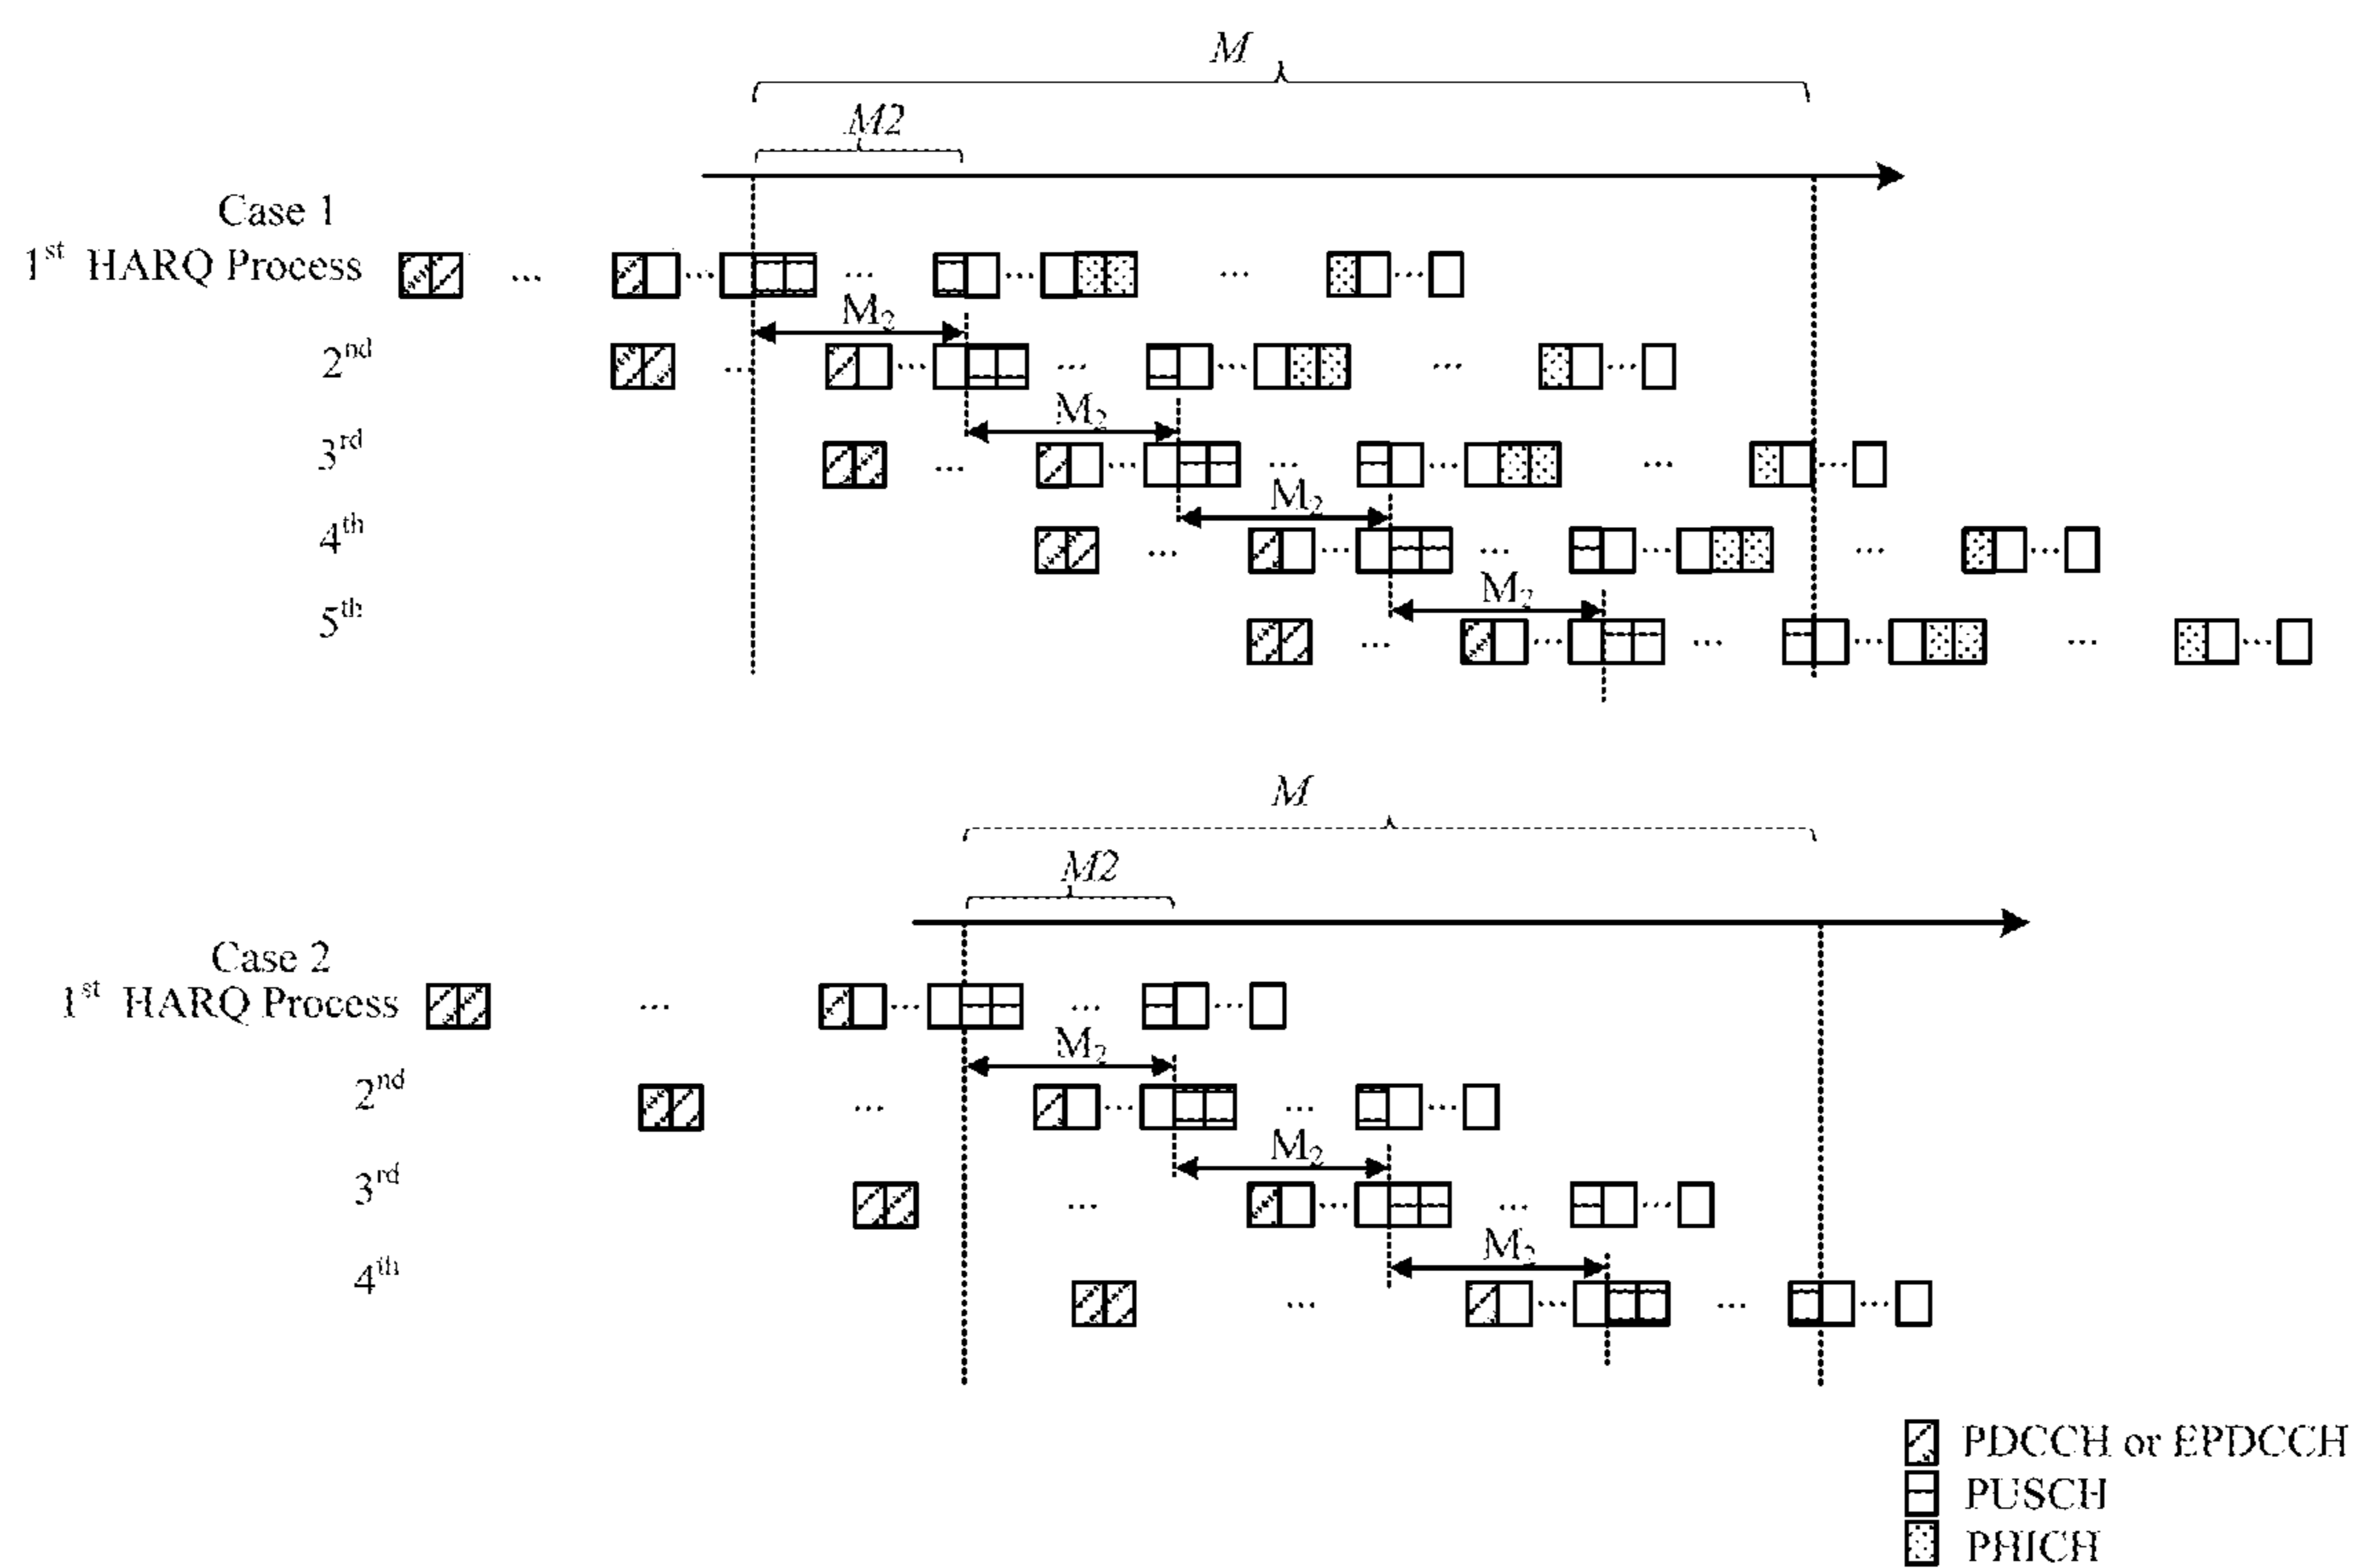 M
M2
Case 1
1st HARQ Process
M2
2nd
M2
3rd
M2
4th
M2
5th
M
M2
Case 2
1st HARQ Process
M2
2nd
M2
3rd
M2
4th
PDCCH or EPDCCH
PUSCH
PHICH